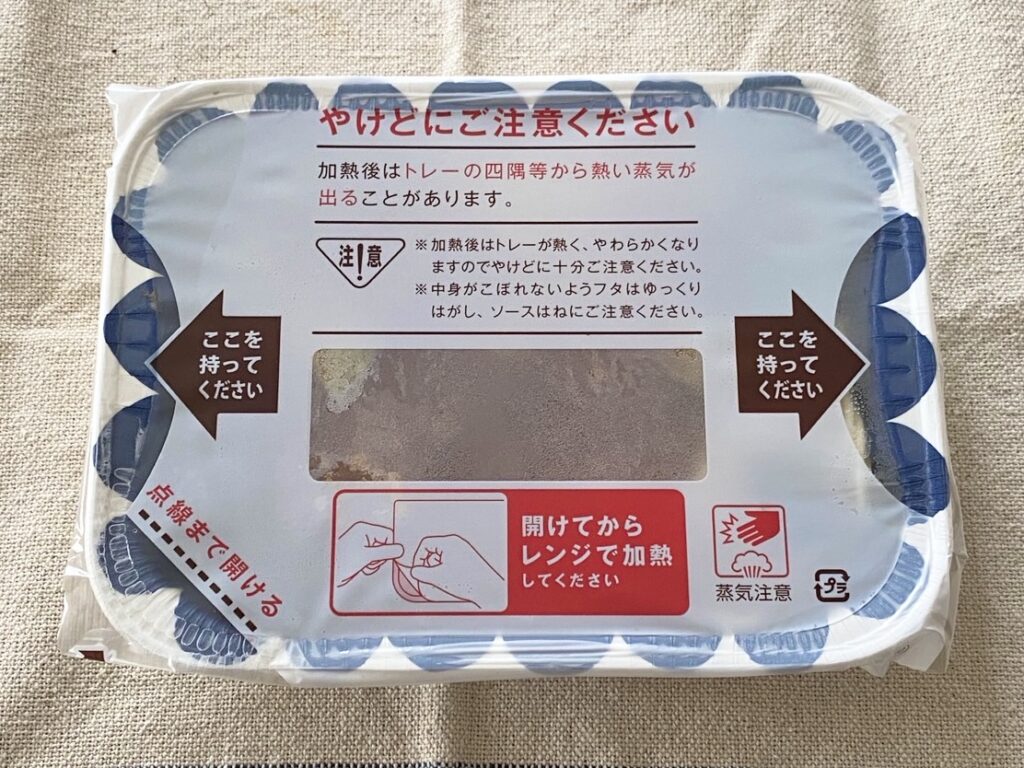 やけどにご注意ください
加熱後はトレーの四隅等から熱い蒸気が
出ることがあります。
注!意
※加熱後はトレーが熱く、やわらかくなり
ますのでやけどに十分ご注意ください。
※中身がこぼれないようフタはゆっくり
はがし、ソースはねにご注意ください。
ここを
持って
ください
ここを
持って
ください
点線まで開ける
開けてから
レンジで加熱
してください
蒸気注意
プラ